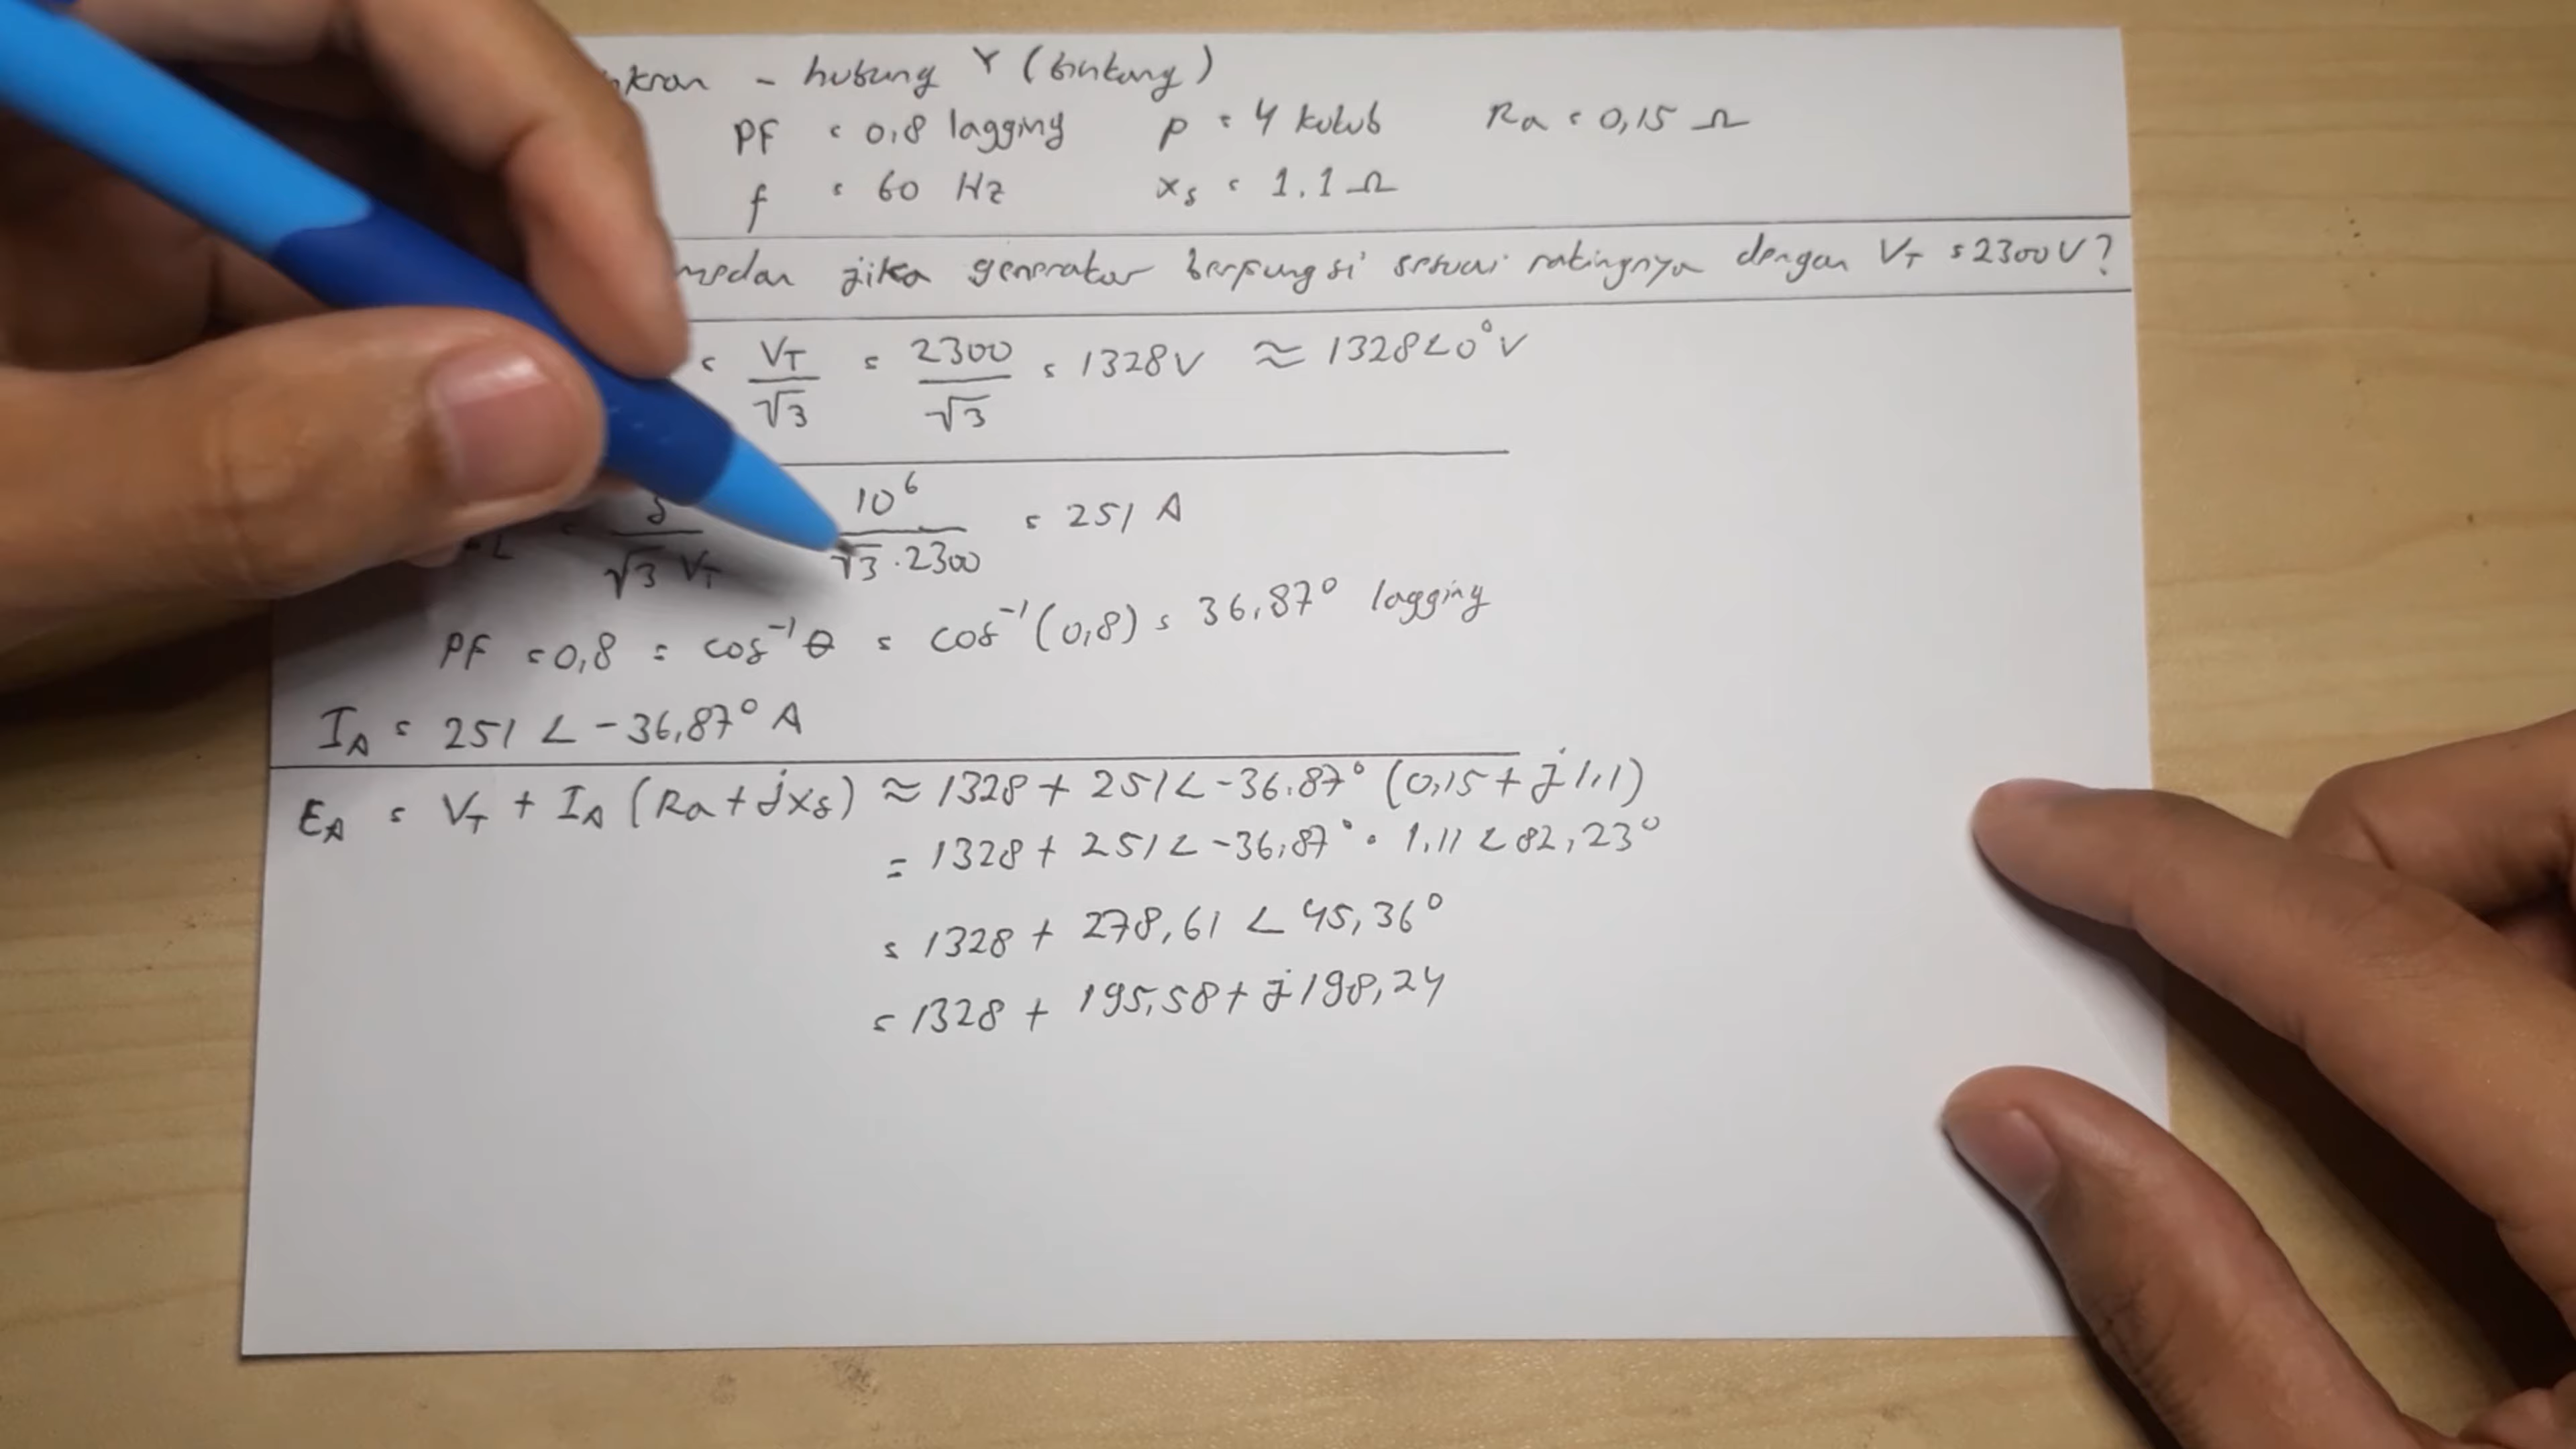 - hubung Y (bintang)
PF = 0,8 lagging p = 4 kutub Ra = 0,15 Ω
f = 60 Hz xs = 1.1 Ω
medan jika generator berfungsi sesuai ratingnya dengan VT = 2300 V?
= VT/√3 = 2300/√3 = 1328 V ≈ 1328∠0° V
= S/√3 VT 10^6/√3 . 2300 = 251 A
PF = 0,8 = cos⁻¹ θ = cos⁻¹(0,8) = 36,87° lagging
IA = 251 ∠ -36,87° A
EA = VT + IA (Ra + jxs) ≈ 1328 + 251∠-36.87° (0,15 + j1,1)
= 1328 + 251∠-36,87° . 1,11 ∠82,23°
= 1328 + 278,61 ∠ 45,36°
= 1328 + 195,58 + j198,24